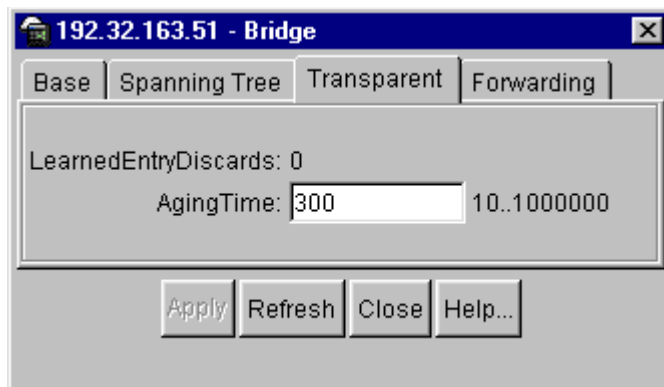 192.32.163.51 - Bridge
Base Spanning Tree Transparent Forwarding
LearnedEntryDiscards: 0
AgingTime: 300 10..1000000
Apply Refresh Close Help...